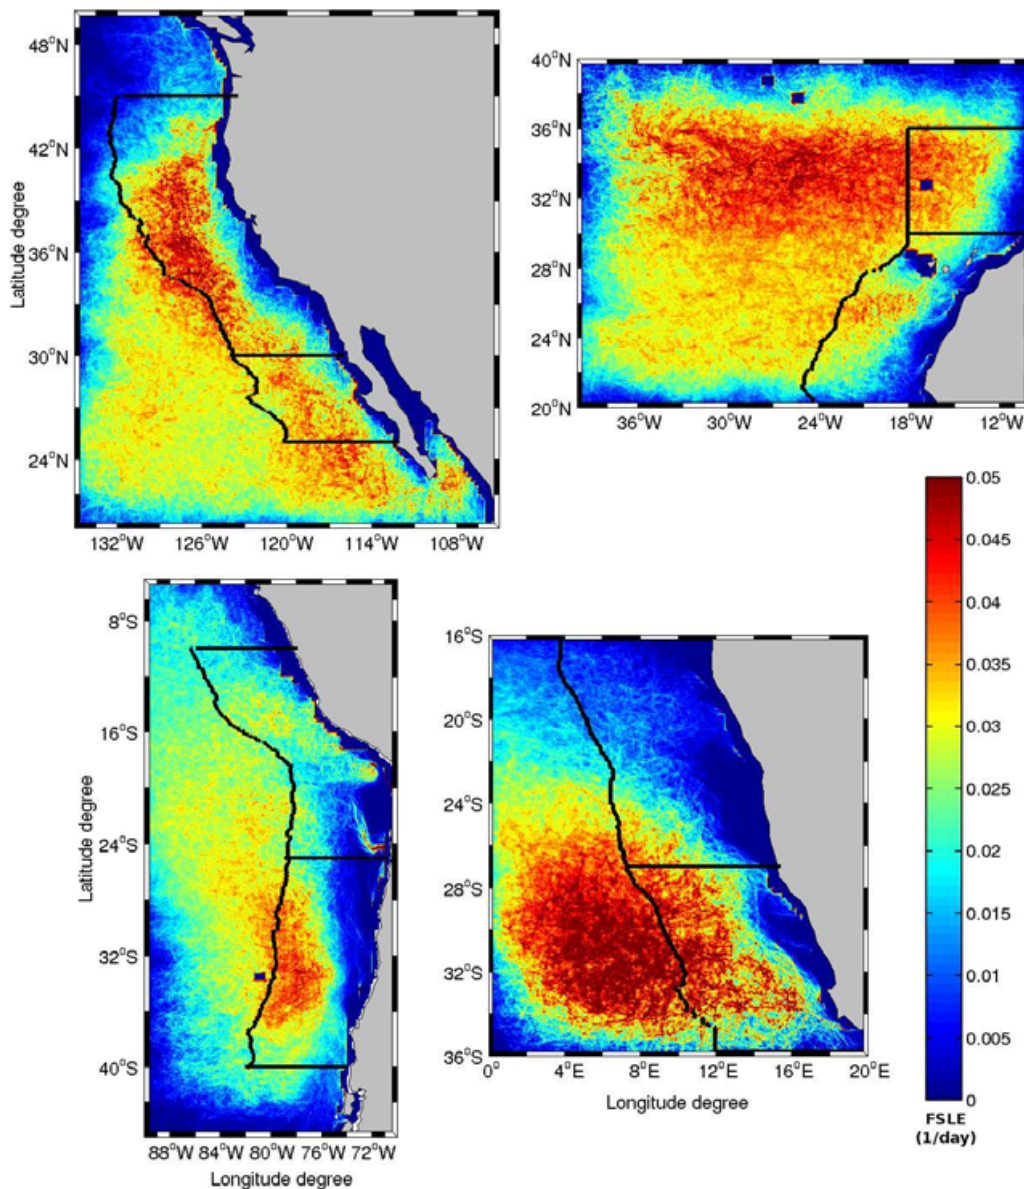 48°N
42°N
36°N
30°N
24°N
Latitude degree
132°W 126°W 120°W 114°W 108°W
40°N
36°N
32°N
28°N
24°N
20°N
36°W 30°W 24°W 18°W 12°W
8°S
16°S
24°S
32°S
40°S
Latitude degree
88°W 84°W 80°W 76°W 72°W
Longitude degree
16°S
20°S
24°S
28°S
32°S
36°S
0° 4°E 8°E 12°E 16°E 20°E
Longitude degree
0.05
0.045
0.04
0.035
0.03
0.025
0.02
0.015
0.01
0.005
0
FSLE
(1/day)